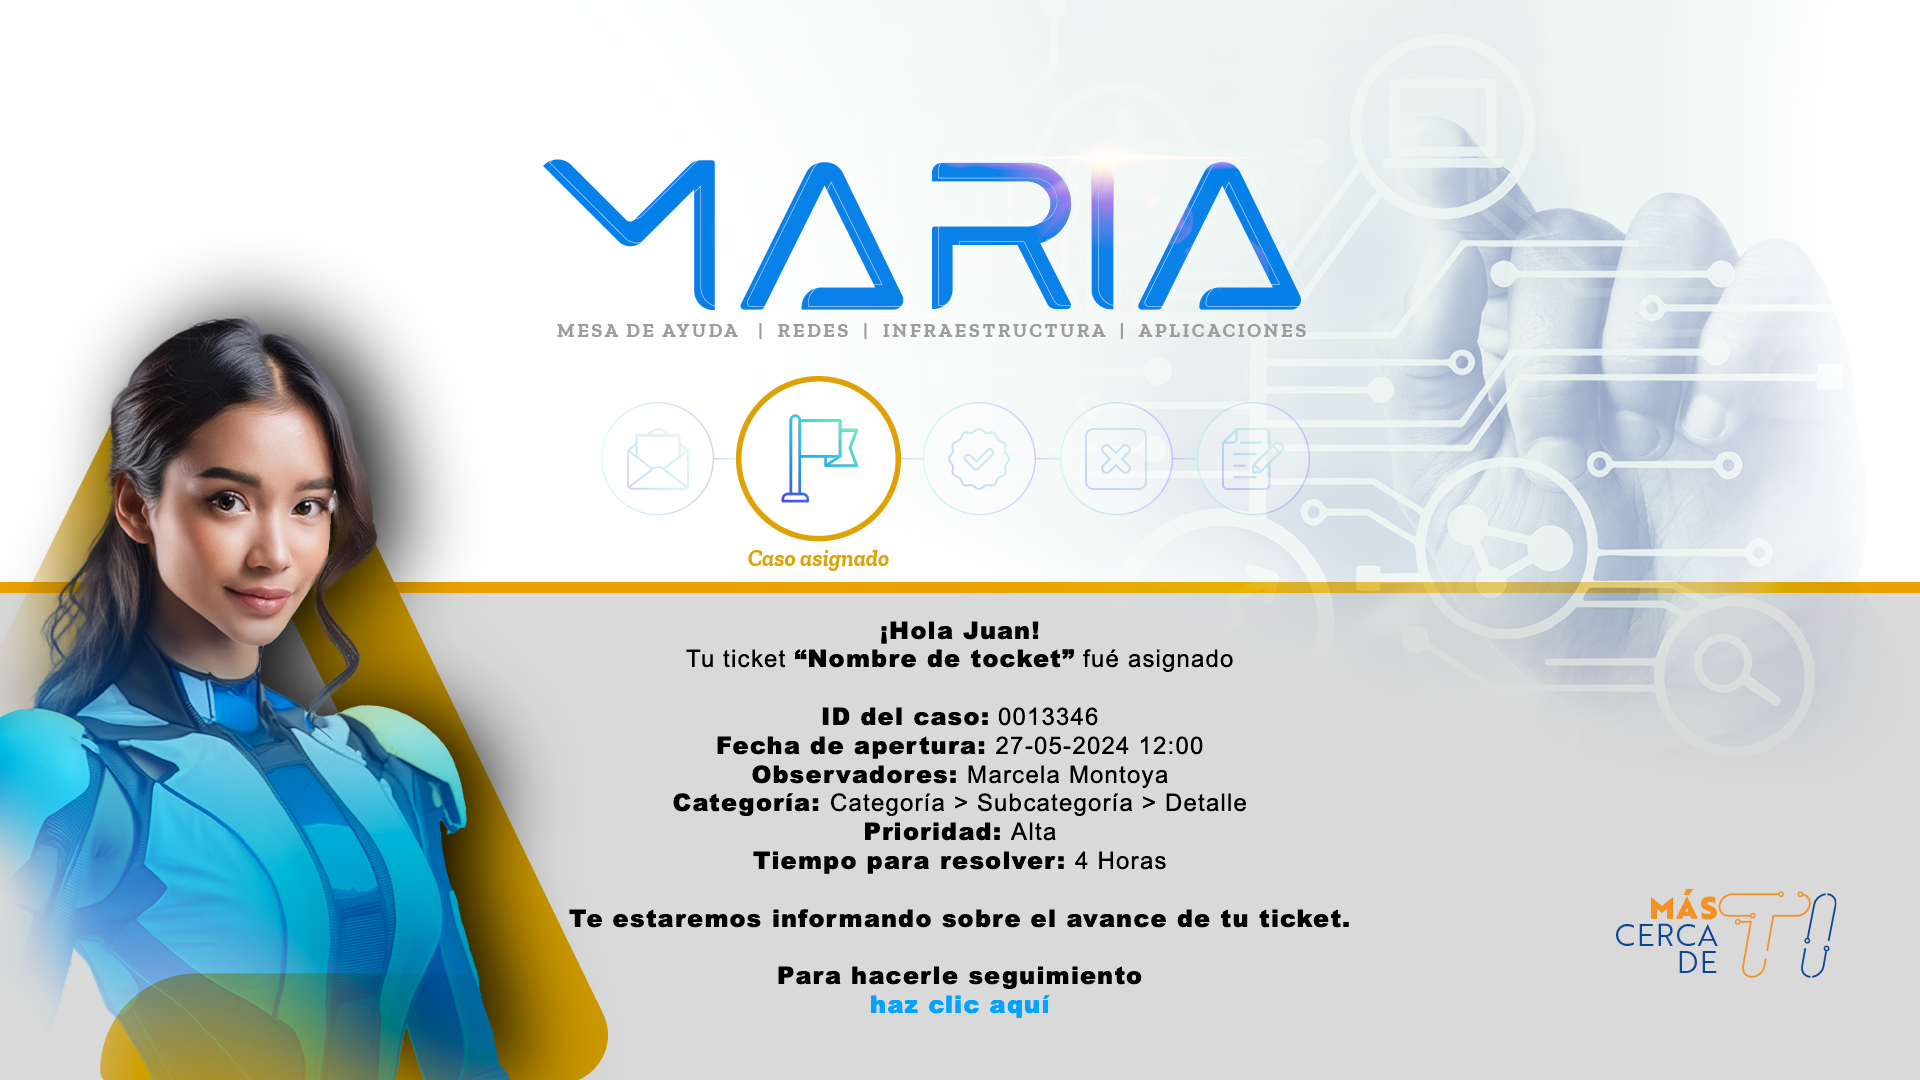 MARIA
MESA DE AYUDA | REDES | INFRAESTRUCTURA | APLICACIONES
Caso asignado
¡Hola Juan!
Tu ticket “Nombre de tocket” fué asignado
ID del caso: 0013346
Fecha de apertura: 27-05-2024 12:00
Observadores: Marcela Montoya
Categoría: Categoría > Subcategoría > Detalle
Prioridad: Alta
Tiempo para resolver: 4 Horas
Te estaremos informando sobre el avance de tu ticket.
Para hacerle seguimiento
haz clic aquí
MÁS
CERCA
DE TI